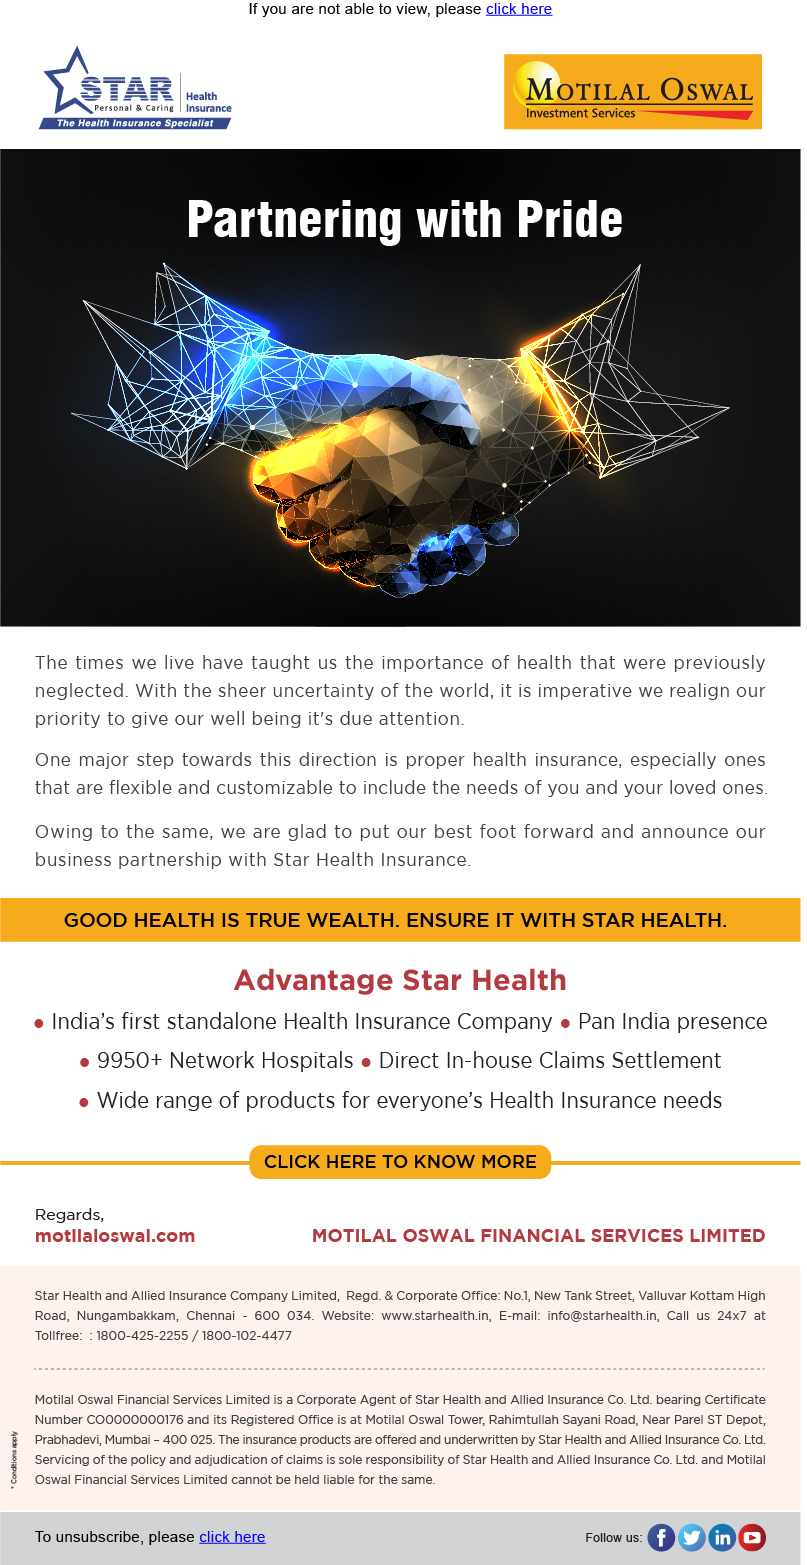 If you are not able to view, please click here
STAR
Personal & Caring
Health
Insurance
The Health Insurance Specialist
MOTILAL OSWAL
Investment Services
Partnering with Pride
The times we live have taught us the importance of health that were previously
neglected. With the sheer uncertainty of the world, it is imperative we realign our
priority to give our well being it's due attention.
One major step towards this direction is proper health insurance, especially ones
that are flexible and customizable to include the needs of you and your loved ones.
Owing to the same, we are glad to put our best foot forward and announce our
business partnership with Star Health Insurance.
GOOD HEALTH IS TRUE WEALTH. ENSURE IT WITH STAR HEALTH.
Advantage Star Health
● India’s first standalone Health Insurance Company ● Pan India presence
● 9950+ Network Hospitals ● Direct In-house Claims Settlement
● Wide range of products for everyone’s Health Insurance needs
CLICK HERE TO KNOW MORE
Regards,
motilaloswal.com MOTILAL OSWAL FINANCIAL SERVICES LIMITED
Star Health and Allied Insurance Company Limited, Regd. & Corporate Office: No.1, New Tank Street, Valluvar Kottam High
Road, Nungambakkam, Chennai - 600 034. Website: www.starhealth.in, E-mail: info@starhealth.in, Call us 24x7 at
Tollfree: : 1800-425-2255 / 1800-102-4477
Motilal Oswal Financial Services Limited is a Corporate Agent of Star Health and Allied Insurance Co. Ltd. bearing Certificate
Number CO0000000176 and its Registered Office is at Motilal Oswal Tower, Rahimtullah Sayani Road, Near Parel ST Depot,
Prabhadevi, Mumbai – 400 025. The insurance products are offered and underwritten by Star Health and Allied Insurance Co. Ltd.
Servicing of the policy and adjudication of claims is sole responsibility of Star Health and Allied Insurance Co. Ltd. and Motilal
Oswal Financial Services Limited cannot be held liable for the same.
* Conditions apply
To unsubscribe, please click here
Follow us: